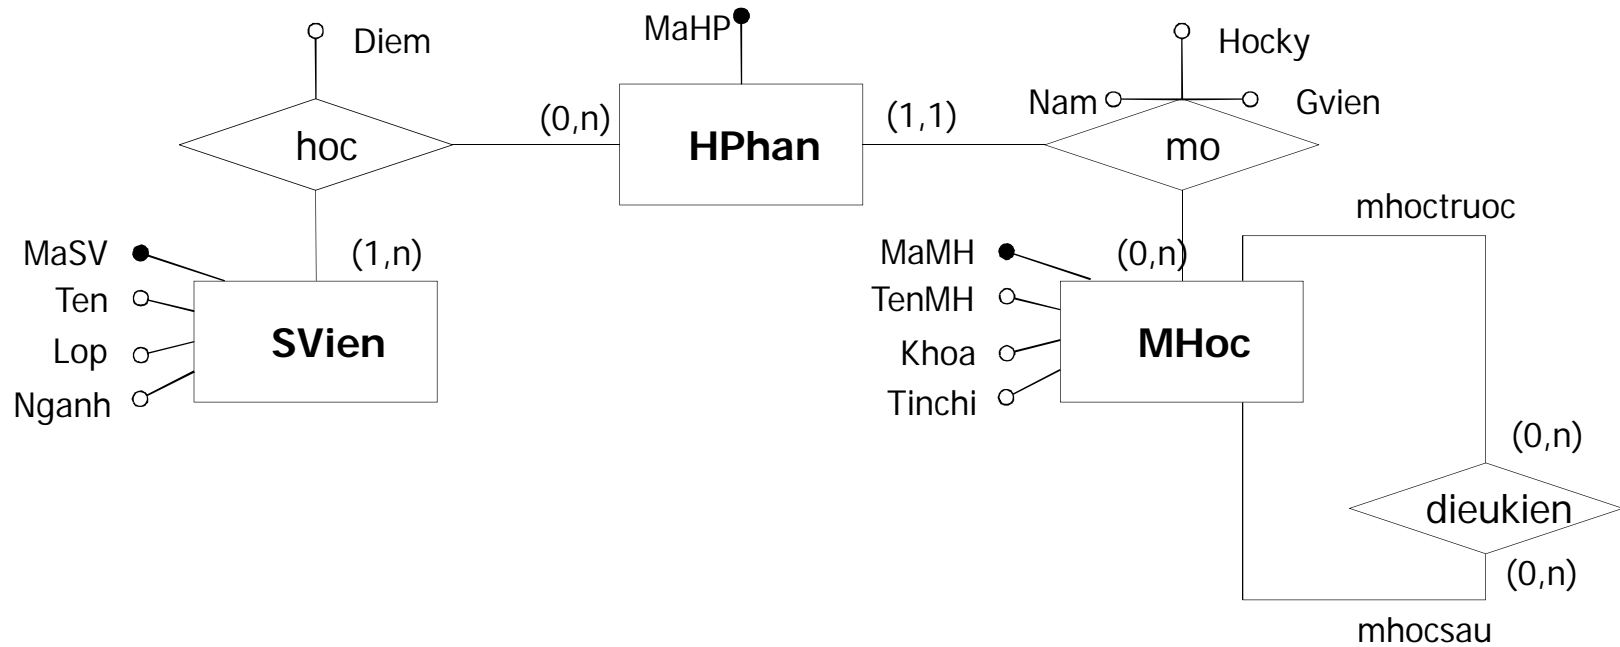 MaHP
Diem
Hocky
Nam
Gvien
(0,n)
(1,1)
hoc
HPhan
mo
mhoctruoc
MaSV
(1,n)
MaMH
(0,n)
Ten
TenMH
SVien
MHoc
Lop
Khoa
Nganh
Tinchi
(0,n)
dieukien
(0,n)
mhocsau